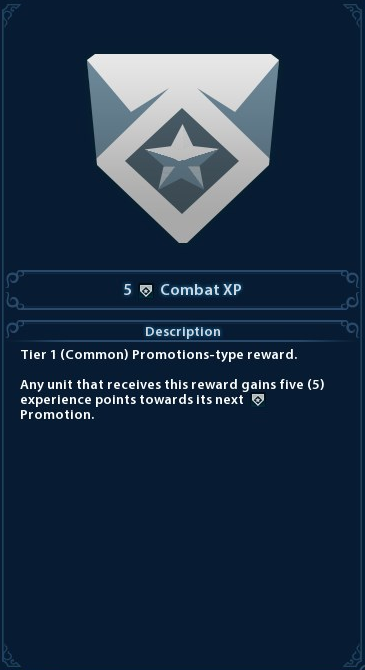 5 Combat XP
Description
Tier 1 (Common) Promotions-type reward.
Any unit that receives this reward gains five (5)
experience points towards its next
Promotion.